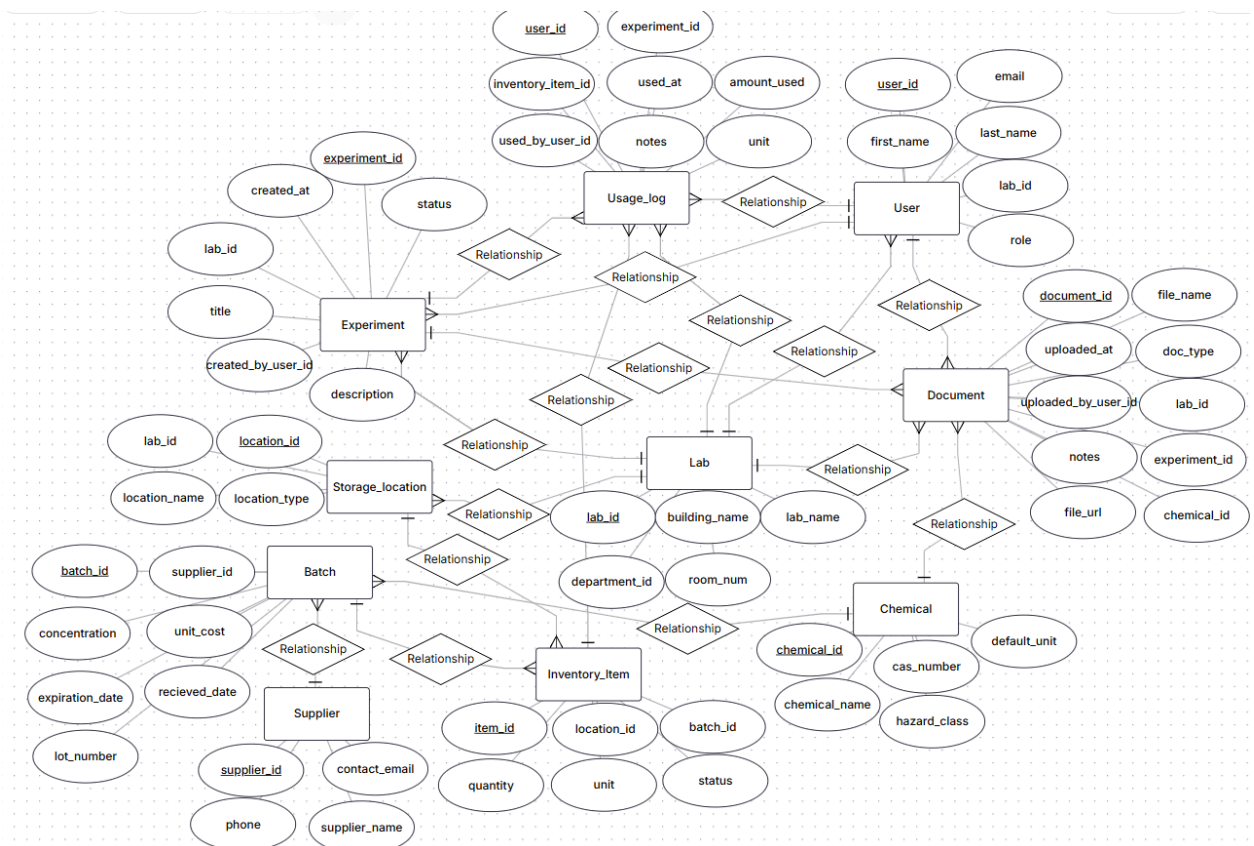 user_id
experiment_id
inventory_item_id
used_at
amount_used
used_by_user_id
notes
unit
Usage_log
user_id
email
first_name
last_name
lab_id
role
User
Relationship
experiment_id
created_at
status
lab_id
title
created_by_user_id
description
Experiment
Relationship
Relationship
Relationship
Relationship
Relationship
Relationship
Relationship
document_id
file_name
uploaded_at
doc_type
uploaded_by_user_id
lab_id
notes
experiment_id
file_url
chemical_id
Document
Relationship
Lab
Relationship
Relationship
lab_id
building_name
lab_name
department_id
room_num
lab_id
location_id
location_name
location_type
Storage_location
Relationship
Relationship
Relationship
batch_id
supplier_id
Batch
concentration
unit_cost
expiration_date
recieved_date
lot_number
Relationship
Relationship
Relationship
Chemical
chemical_id
default_unit
cas_number
chemical_name
hazard_class
Supplier
supplier_id
contact_email
phone
supplier_name
Inventory_Item
item_id
location_id
batch_id
quantity
unit
status